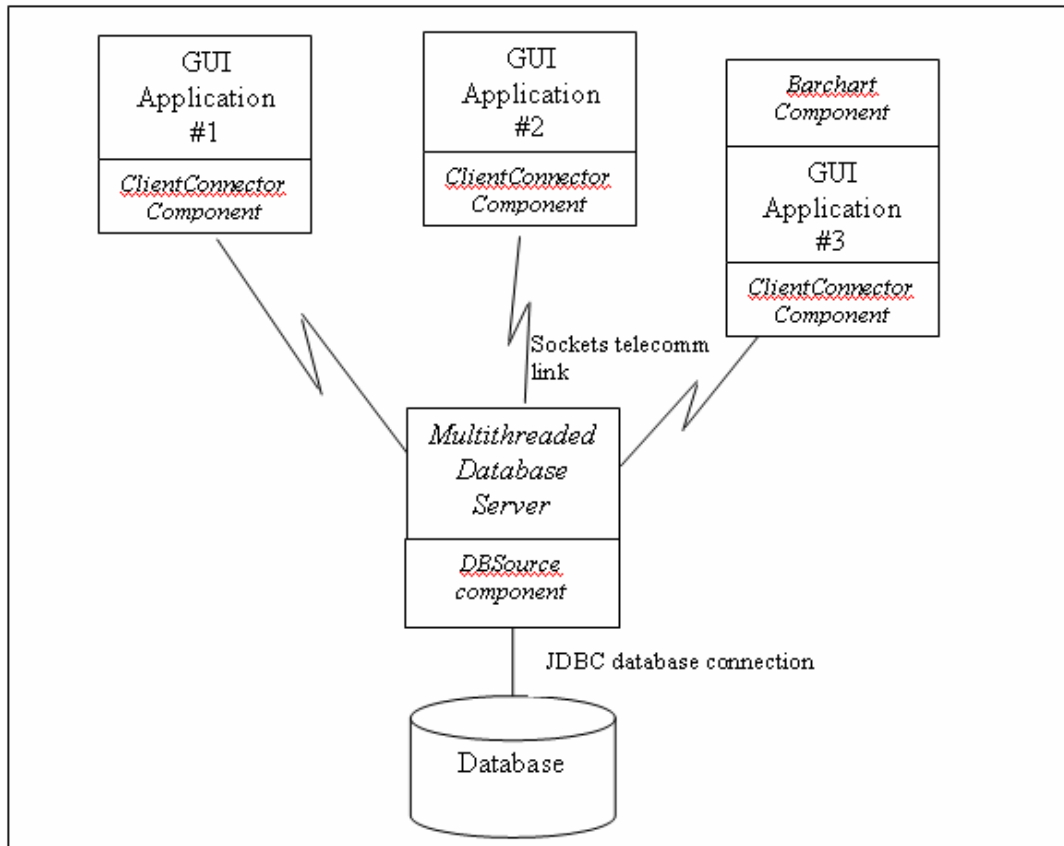 GUI
Application
#1
ClientConnector
Component
GUI
Application
#2
ClientConnector
Component
Barchart
Component
GUI
Application
#3
ClientConnector
Component
Sockets telecomm
link
Multithreaded
Database
Server
DBSource
component
JDBC database connection
Database